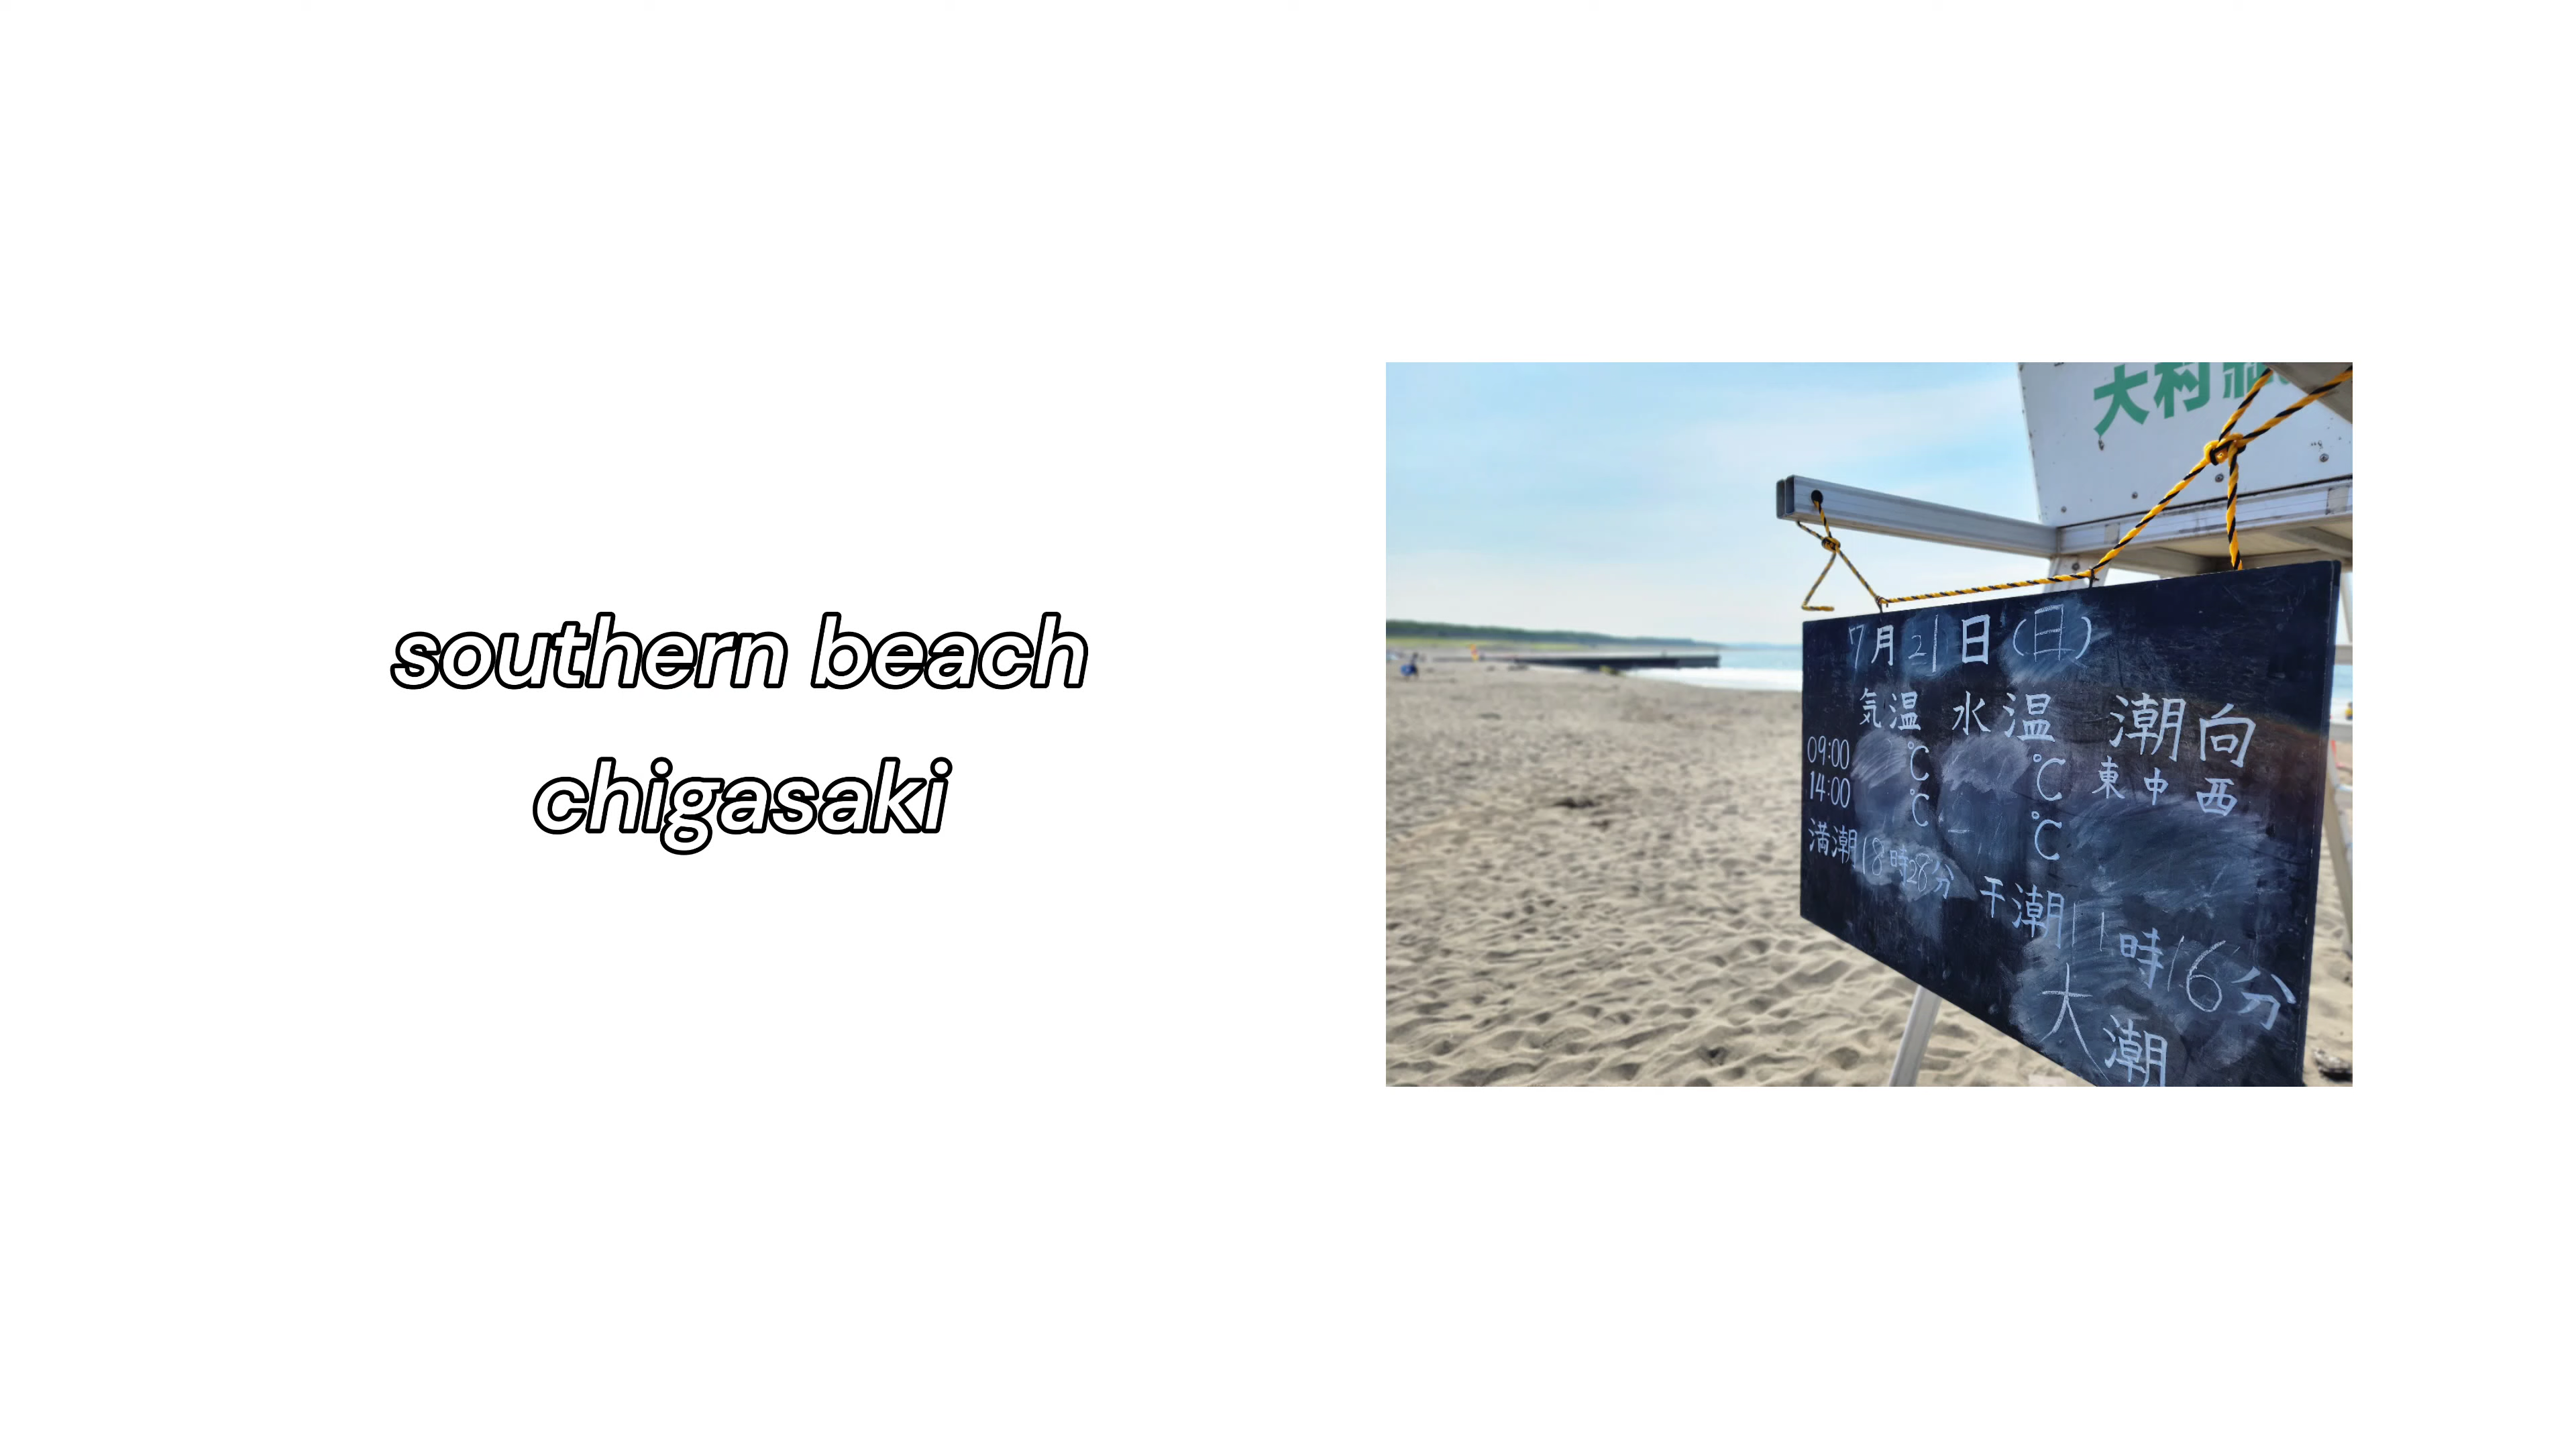 southern beach
chigasaki
大村
7月21日(日)
気温 水温 潮向
09:00 ℃ ℃ 東中西
14:00 ℃ ℃
満潮18時28分 干潮11時16分
大潮